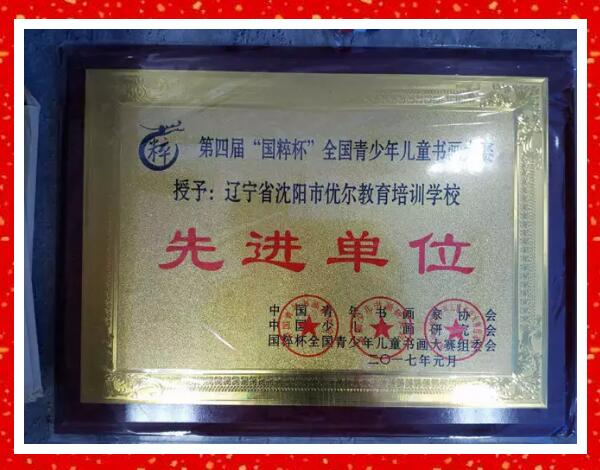 粹
第四届“国粹杯”全国青少年儿童书画大赛
授予：辽宁省沈阳市优尔教育培训学校
先进单位
中国青年书画家协会
中国少儿书画研究会
国粹杯全国青少年儿童书画大赛组委会
二〇一七年元月